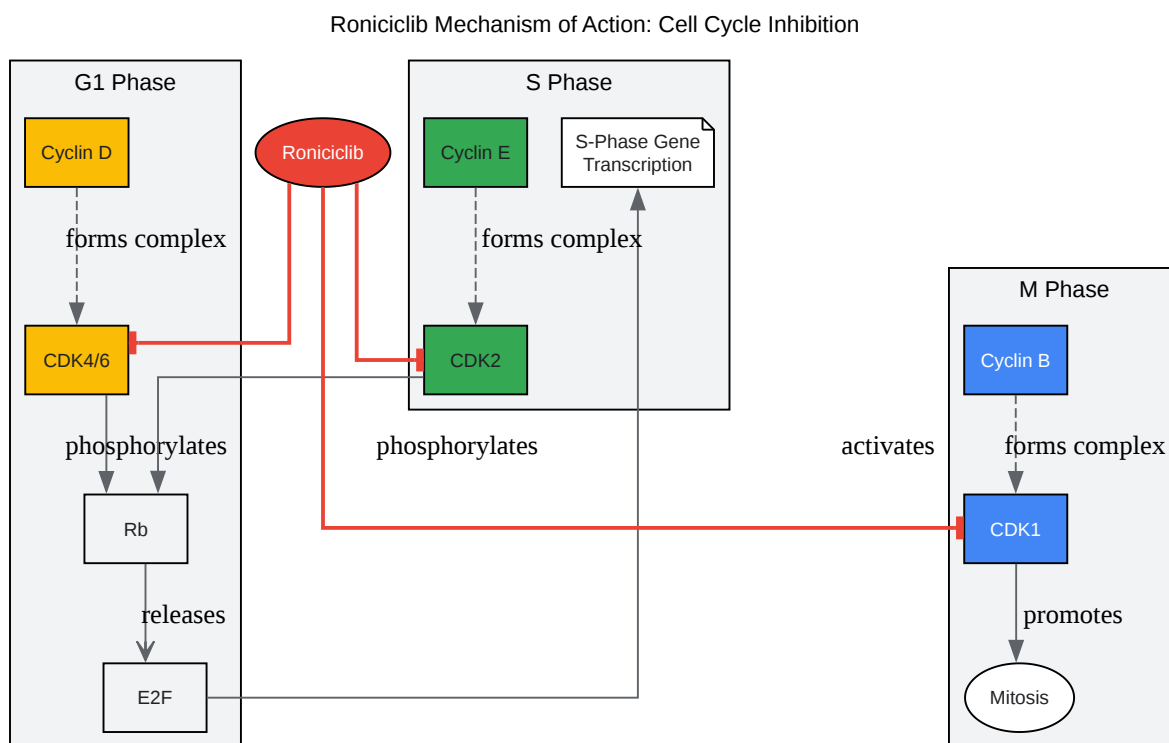 Roniciclib Mechanism of Action: Cell Cycle Inhibition
G1 Phase
Cyclin D
forms complex
CDK4/6
phosphorylates
Rb
releases
E2F
Roniciclib
S Phase
Cyclin E
S-Phase Gene
Transcription
forms complex
CDK2
phosphorylates
activates
M Phase
Cyclin B
forms complex
CDK1
promotes
Mitosis